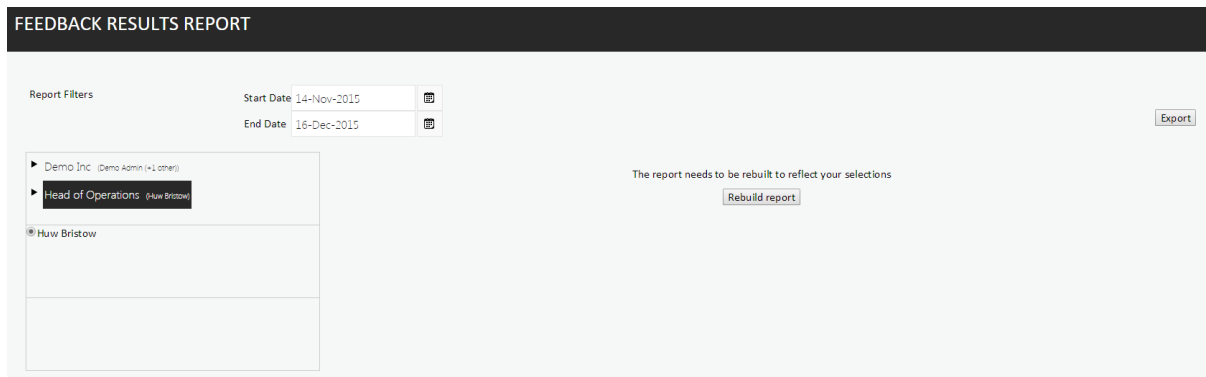 FEEDBACK RESULTS REPORT
Report Filters
Start Date 14-Nov-2015
End Date 16-Dec-2015
Export
Demo Inc (Demo Admin (+1 other))
Head of Operations (Huw Bristow)
The report needs to be rebuilt to reflect your selections
Rebuild report
Huw Bristow